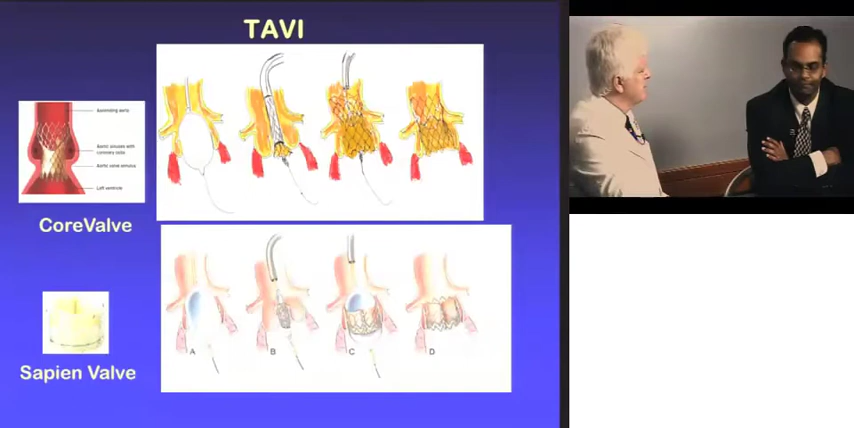 TAVI
Ascending aorta
Aortic sinuses with
coronary ostia
Aortic valve annulus
Left ventricle
CoreValve
A
B
C
D
Sapien Valve